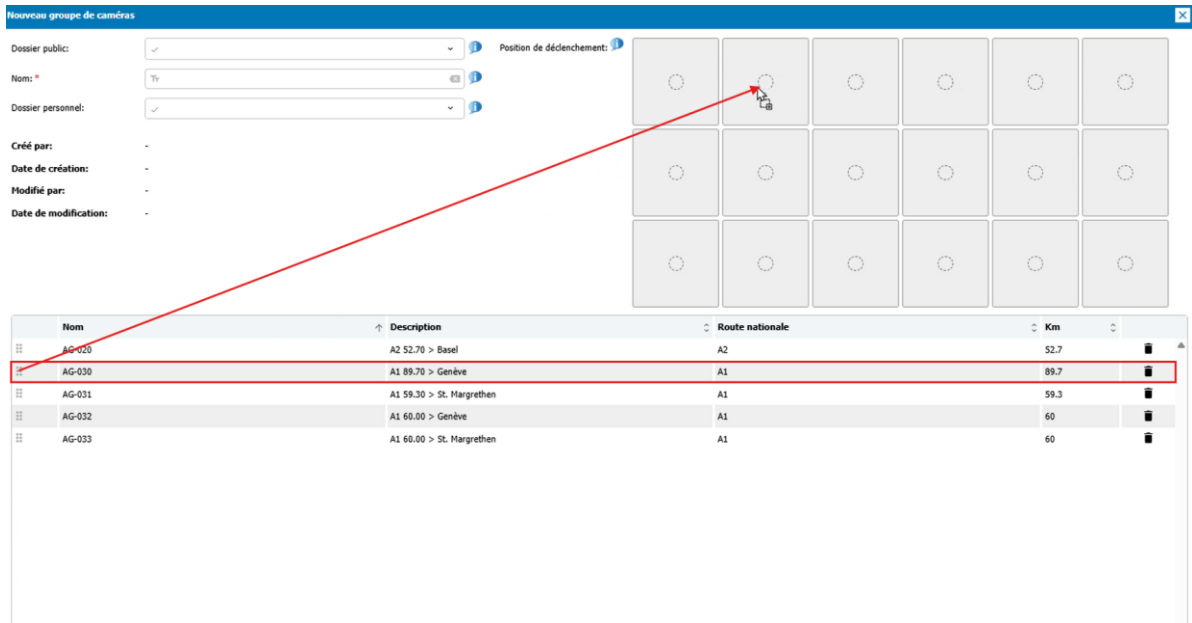 Nouveau groupe de caméras
Dossier public:
Position de déclenchement:
Nom: *
Tr
Dossier personnel:
Créé par: -
Date de création: -
Modifié par: -
Date de modification: -
Nom Description Route nationale Km
AG-020 A2 52.70 > Basel A2 52.7
AG-030 A1 89.70 > Genève A1 89.7
AG-031 A1 59.30 > St. Margrethen A1 59.3
AG-032 A1 60.00 > Genève A1 60
AG-033 A1 60.00 > St. Margrethen A1 60